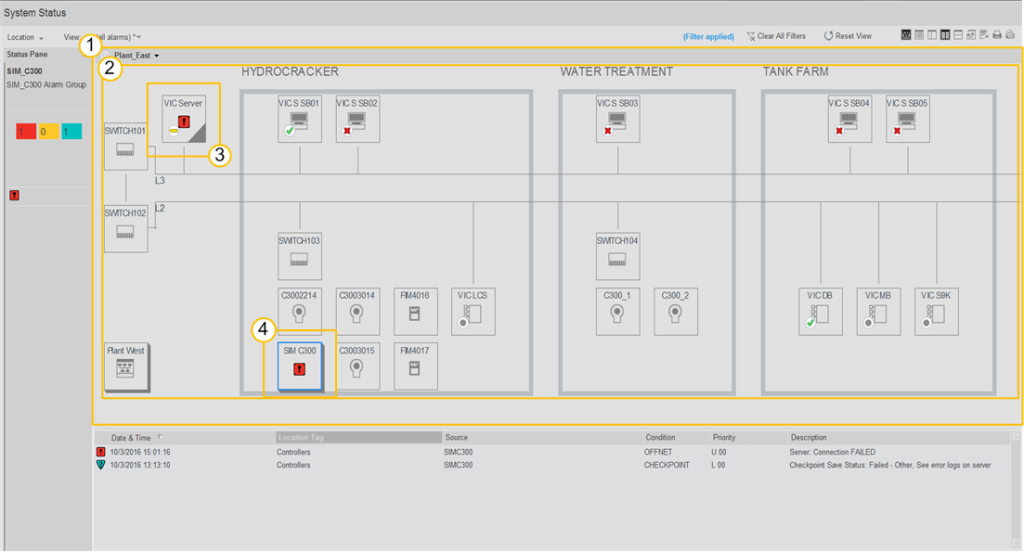 System Status
Location
View:
all alarms) *
(Filter applied)
Clear All Filters
Reset View
Status Pane
1
Plant_East
SIM_C300
SIM_C300 Alarm Group
1 0 1
2
HYDROCRACKER
WATER TREATMENT
TANK FARM
VIC Server
VIC S SB01
VIC S SB02
VIC S SB03
VIC S SB04
VIC S SB05
SWITCH101
3
L3
L2
SWITCH102
SWITCH103
SWITCH104
C3002214
C3003014
FIM4016
VIC LCS
C300_1
C300_2
VIC DB
VIC MB
VIC S9K
4
Plant West
SIM C300
C3003015
FIM4017
Date & Time
Location Tag
Source
Condition
Priority
Description
10/3/2016 15:01:16 Controllers SIMC300 OFFNET U 00 Server: Connection FAILED
10/3/2016 13:13:10 Controllers SIMC300 CHECKPOINT L 00 Checkpoint Save Status: Failed - Other, See error logs on server